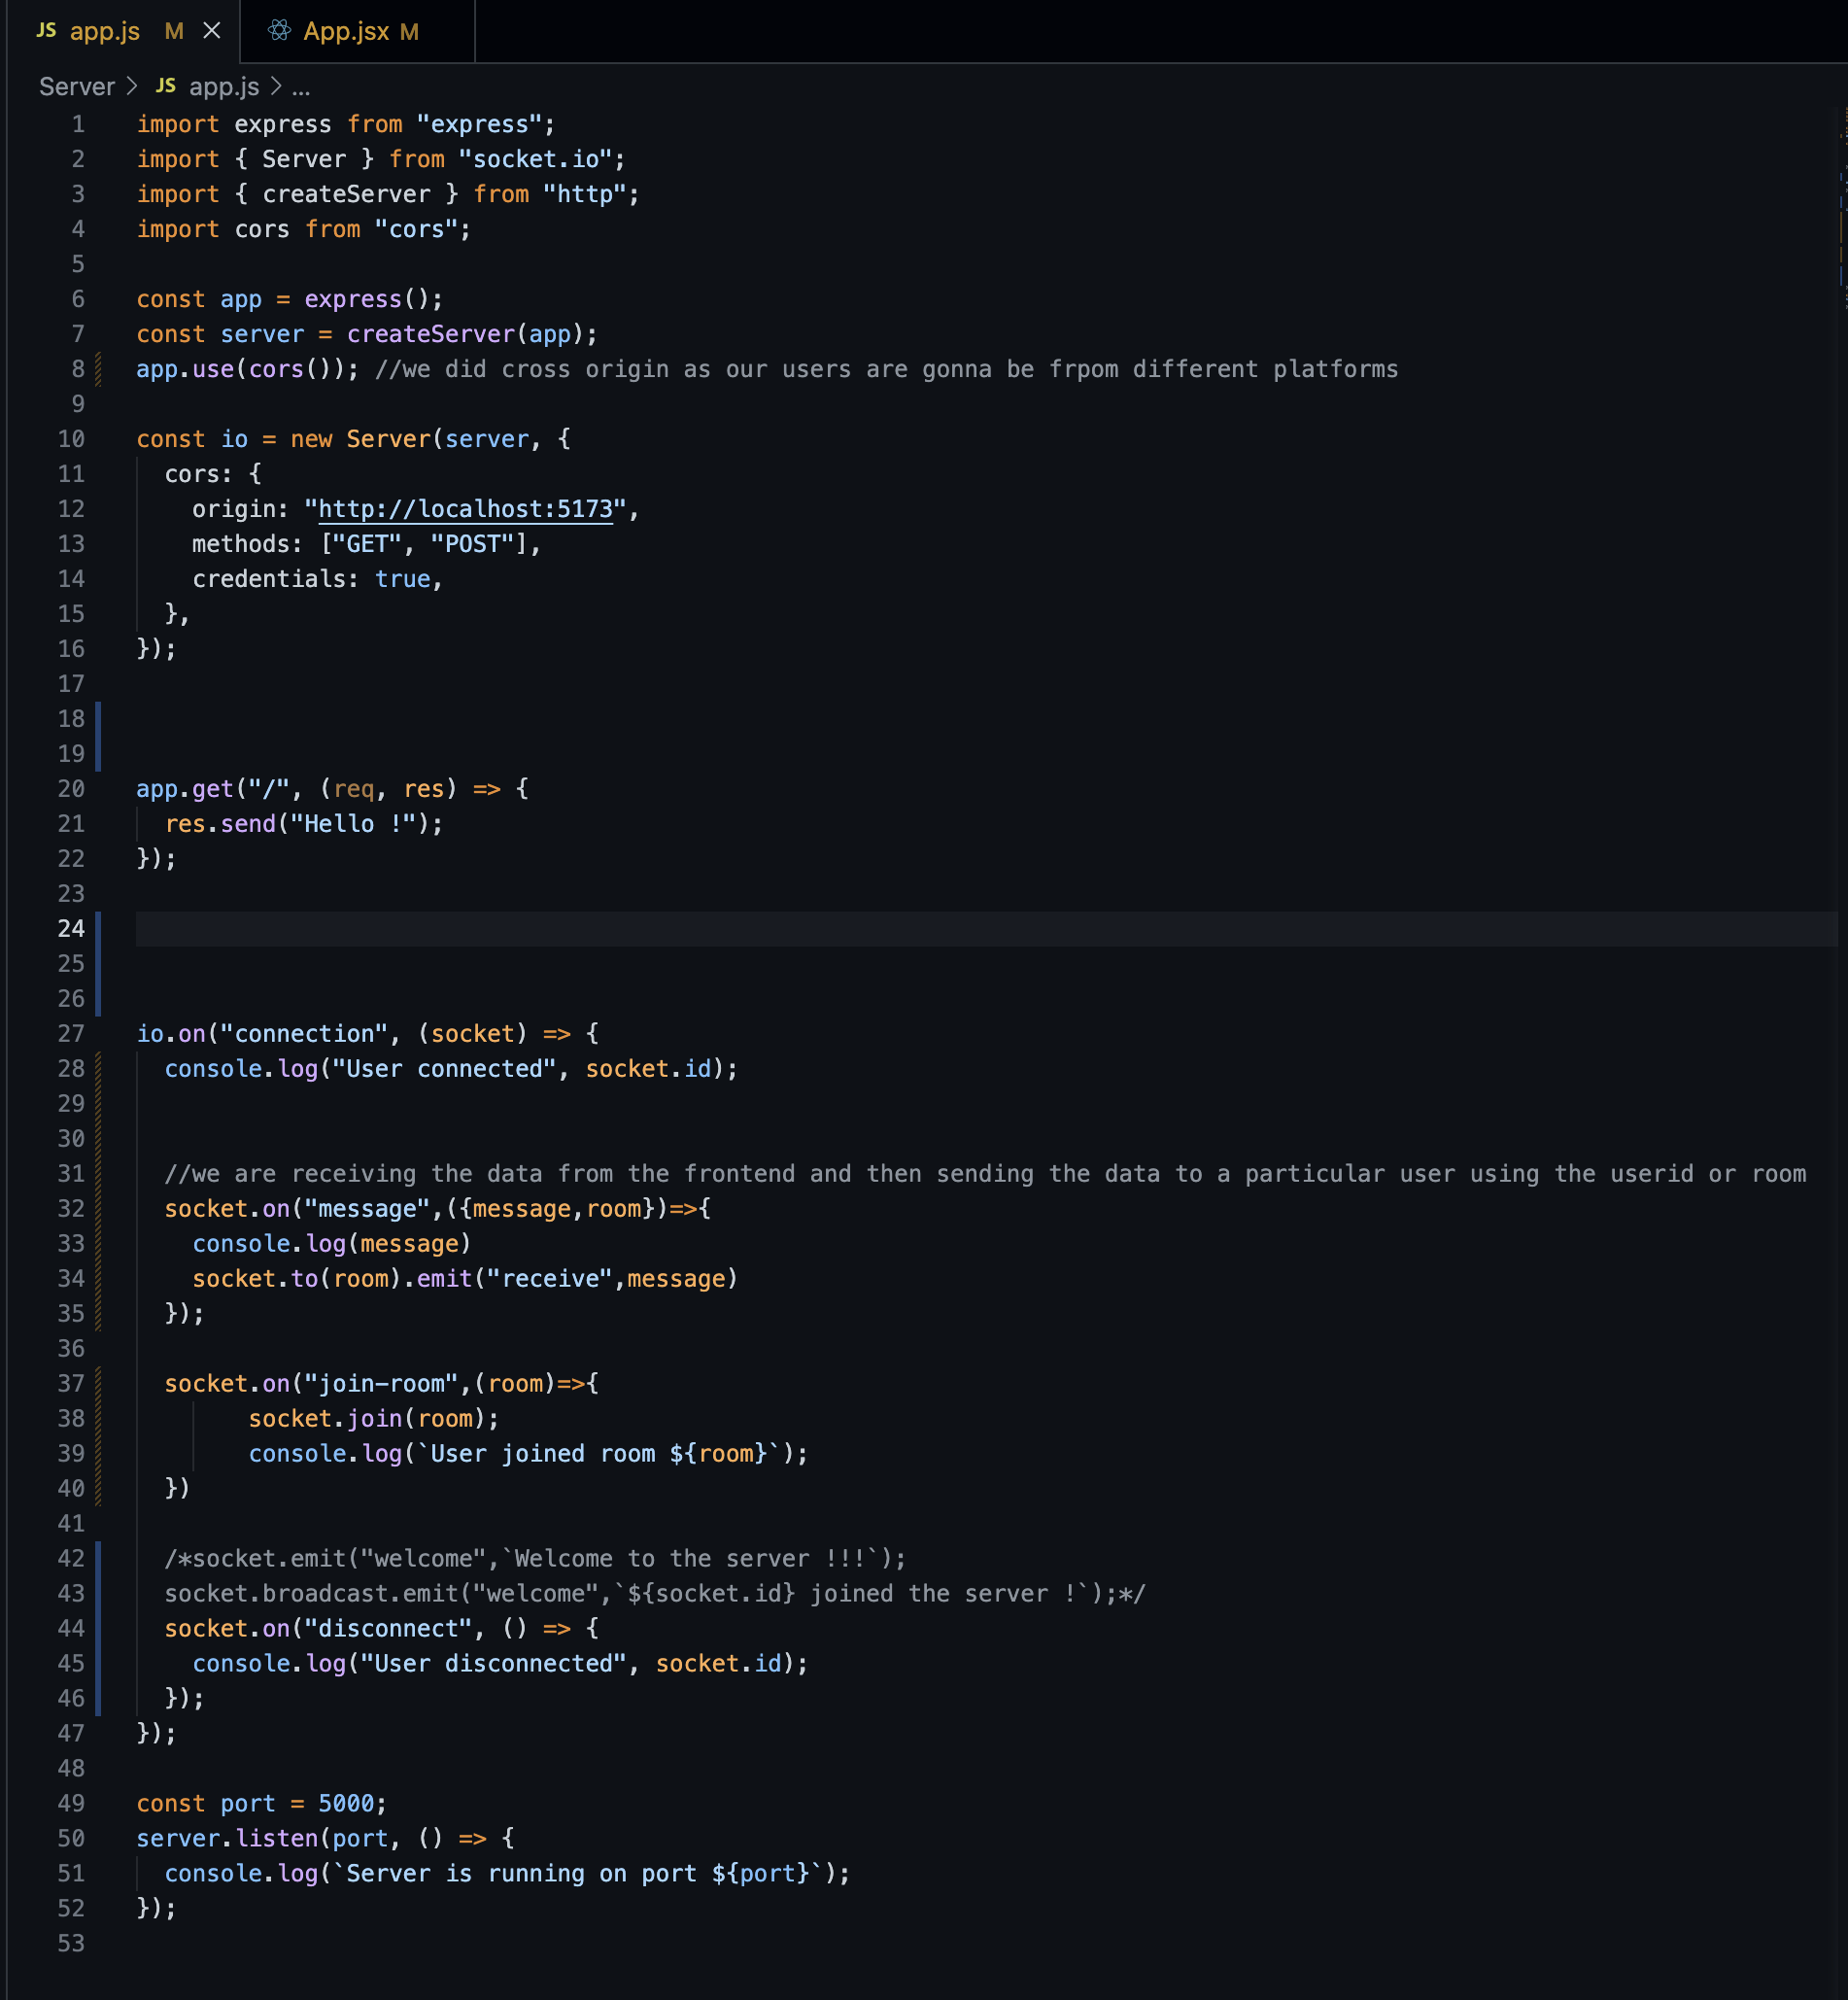 JS app.js M × App.jsx M
Server > JS app.js > ...
1 import express from "express";
2 import { Server } from "socket.io";
3 import { createServer } from "http";
4 import cors from "cors";
5
6 const app = express();
7 const server = createServer(app);
8 app.use(cors()); //we did cross origin as our users are gonna be frpom different platforms
9
10 const io = new Server(server, {
11   cors: {
12     origin: "http://localhost:5173",
13     methods: ["GET", "POST"],
14     credentials: true,
15   },
16 });
17
18
19
20 app.get("/", (req, res) => {
21   res.send("Hello !");
22 });
23
24
25
26
27 io.on("connection", (socket) => {
28   console.log("User connected", socket.id);
29
30
31   //we are receiving the data from the frontend and then sending the data to a particular user using the userid or room
32   socket.on("message",({message,room})=>{
33     console.log(message)
34     socket.to(room).emit("receive",message)
35   });
36
37   socket.on("join-room",(room)=>{
38         socket.join(room);
39         console.log(`User joined room ${room}`);
40   })
41
42   /*socket.emit("welcome",`Welcome to the server !!!`);
43   socket.broadcast.emit("welcome",`${socket.id} joined the server !`);*/
44   socket.on("disconnect", () => {
45     console.log("User disconnected", socket.id);
46   });
47 });
48
49 const port = 5000;
50 server.listen(port, () => {
51   console.log(`Server is running on port ${port}`);
52 });
53